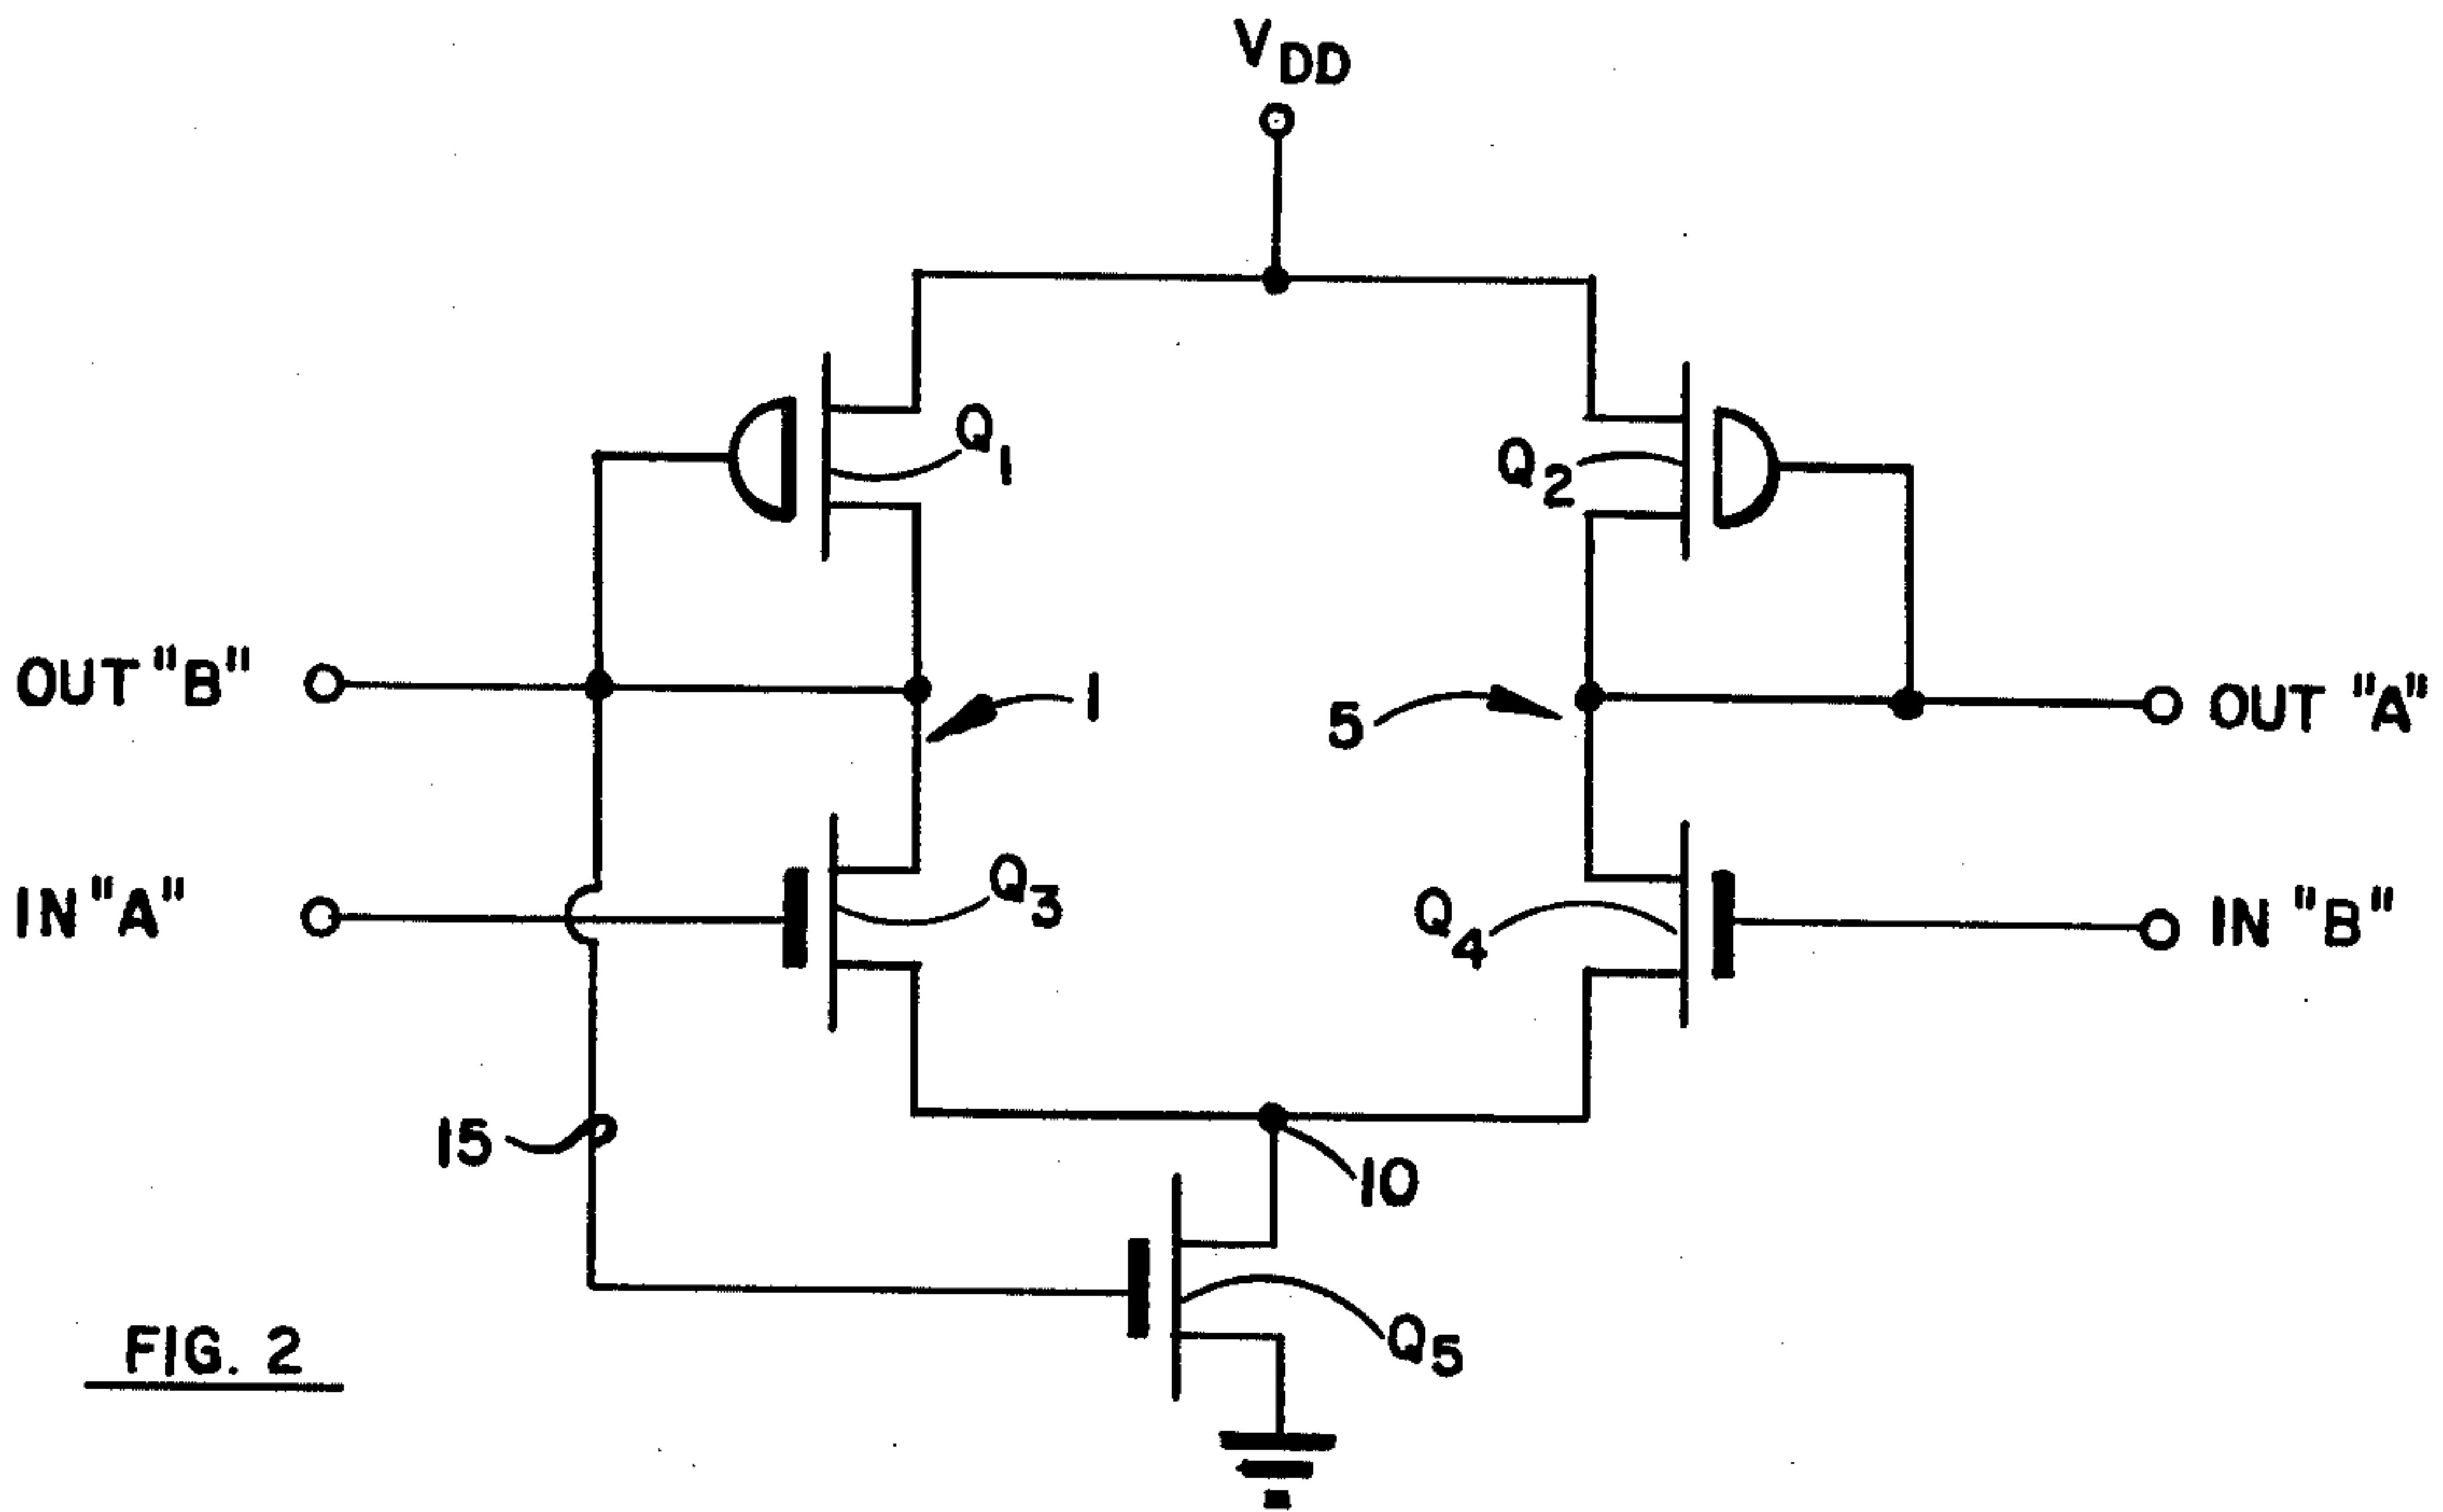 VDD
Q1
Q2
OUT "B"
1
5
OUT "A"
IN "A"
Q3
Q4
IN "B"
15
10
Q5
FIG. 2